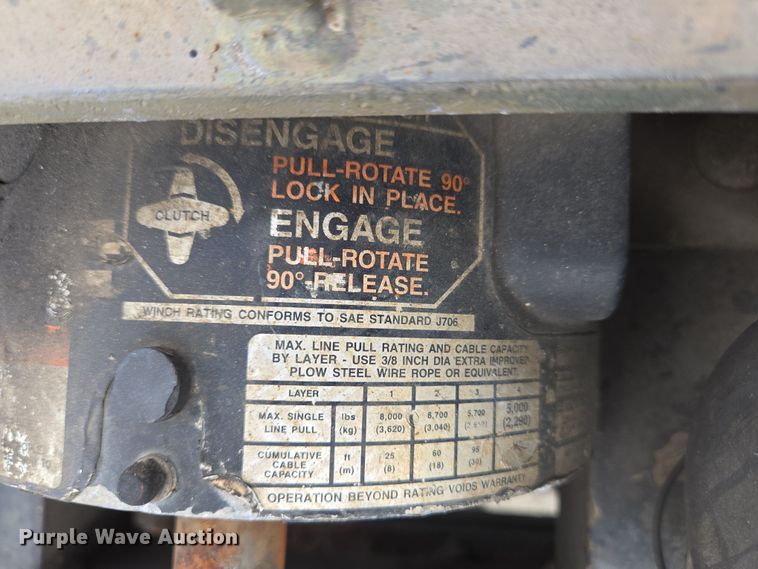 DISENGAGE
PULL-ROTATE 90°
LOCK IN PLACE.
CLUTCH
ENGAGE
PULL-ROTATE
90°-RELEASE.
WINCH RATING CONFORMS TO SAE STANDARD J706
MAX. LINE PULL RATING AND CABLE CAPACITY
BY LAYER - USE 3/8 INCH DIA EXTRA IMPROVED
PLOW STEEL WIRE ROPE OR EQUIVALENT
LAYER 1 2 3 4
MAX. SINGLE LINE PULL lbs 8,000 6,700 5,700 5,000
(kg) (3,620) (3,040) (2,290)
CUMULATIVE CABLE CAPACITY ft 25 60 95
(m) (8) (18) (30)
OPERATION BEYOND RATING VOIDS WARRANTY
Purple Wave Auction